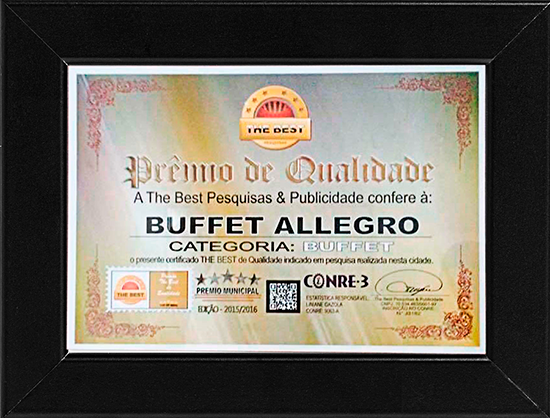 THE BEST
Prêmio de Qualidade
A The Best Pesquisas & Publicidade confere à:
BUFFET ALLEGRO
CATEGORIA: BUFFET
o presente certificado THE BEST de Qualidade indicado em pesquisa realizada nesta cidade.
THE BEST
PREMIO MUNICIPAL
EDIÇÃO - 2015/2016
CONRE-3
ESTATÍSTICA RESPONSÁVEL
The Best Pesquisas & Publicidade